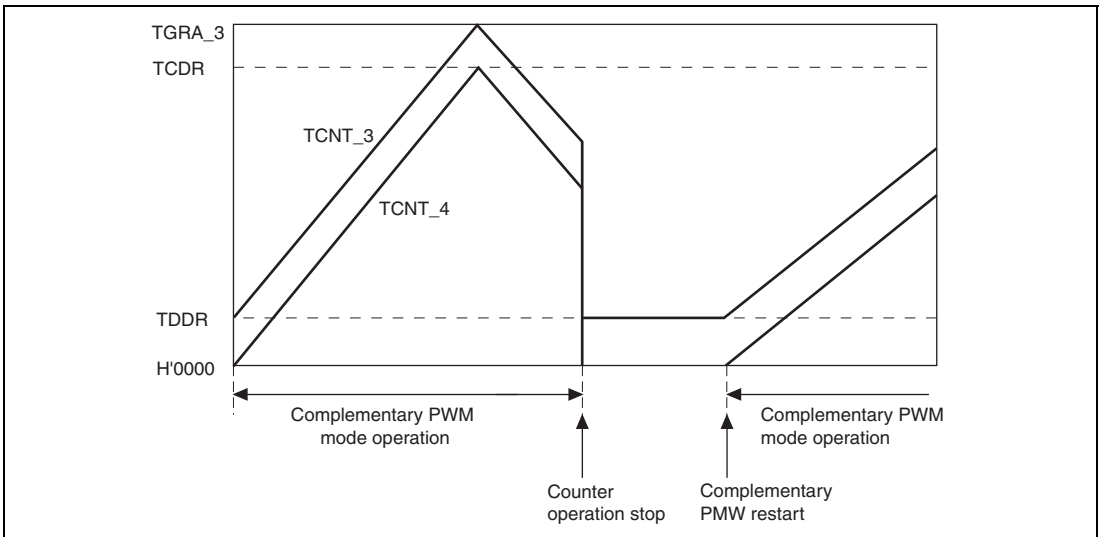 TGRA_3
TCDR
TCNT_3
TCNT_4
TDDR
H'0000
Complementary PWM
mode operation
Complementary PWM
mode operation
Counter
operation stop
Complementary
PMW restart